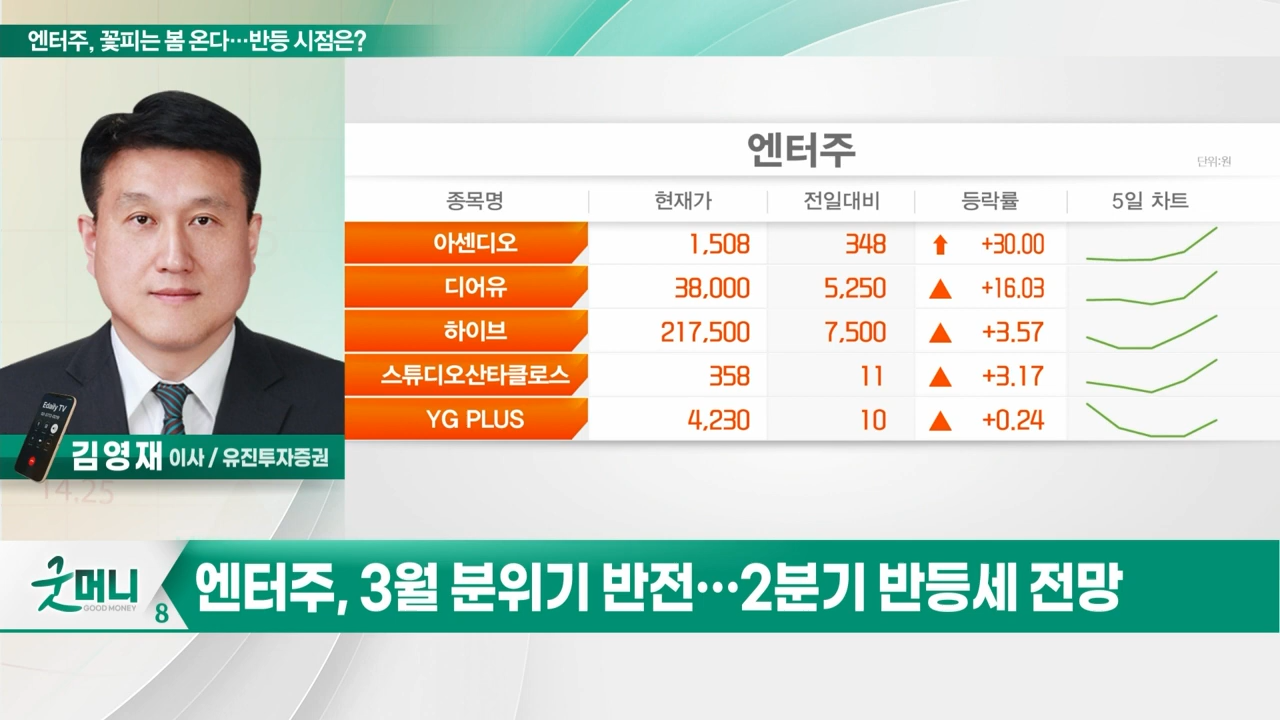 엔터주, 꽃피는 봄 온다…반등 시점은?
엔터주
단위:원
종목명 현재가 전일대비 등락률 5일 차트
아센디오 1,508 348 ⬆ +30.00
디어유 38,000 5,250 ▲ +16.03
하이브 217,500 7,500 ▲ +3.57
스튜디오산타클로스 358 11 ▲ +3.17
YG PLUS 4,230 10 ▲ +0.24
Edaily TV
김영재 이사 / 유진투자증권
14.25
굿머니
GOOD MONEY
8
엔터주, 3월 분위기 반전…2분기 반등세 전망